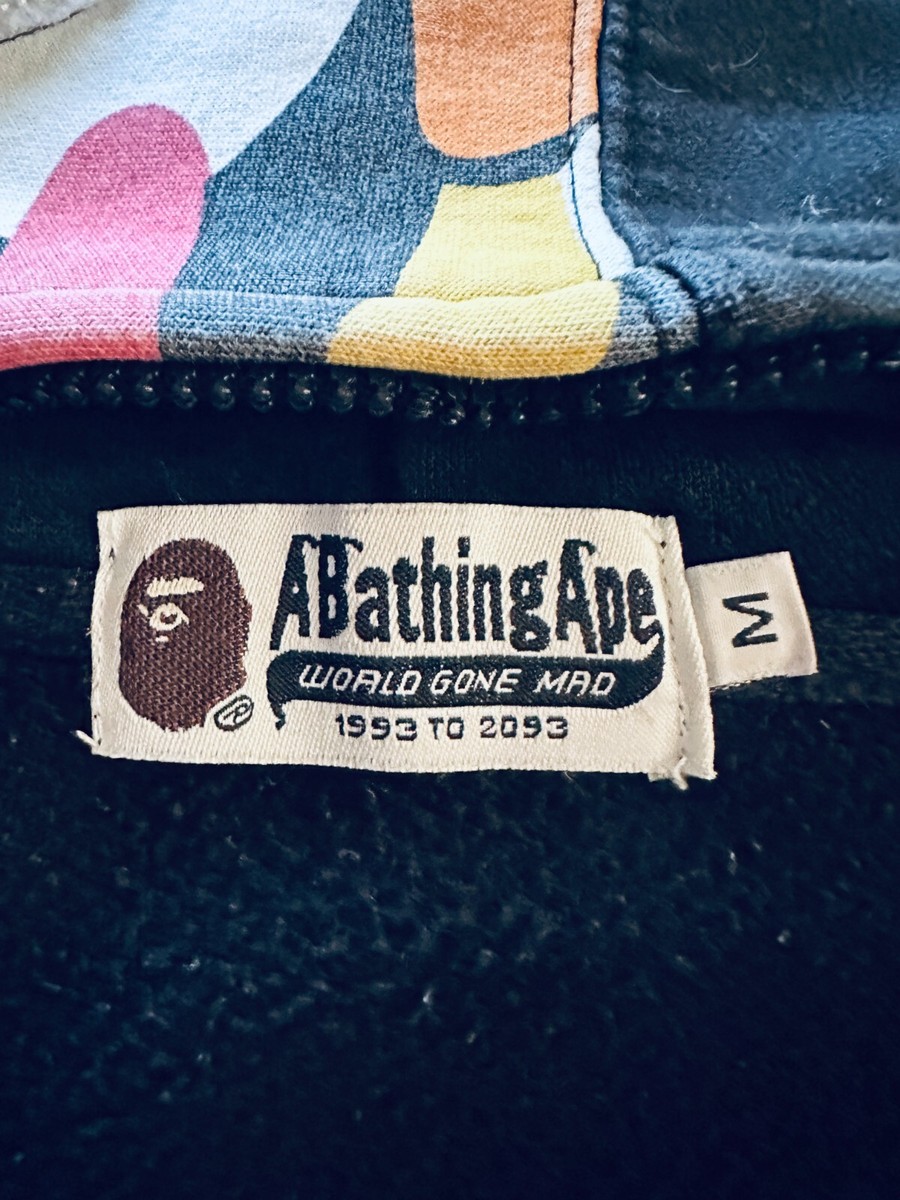 ABathingApe
WORLD GONE MAD
1993 TO 2093
M
®